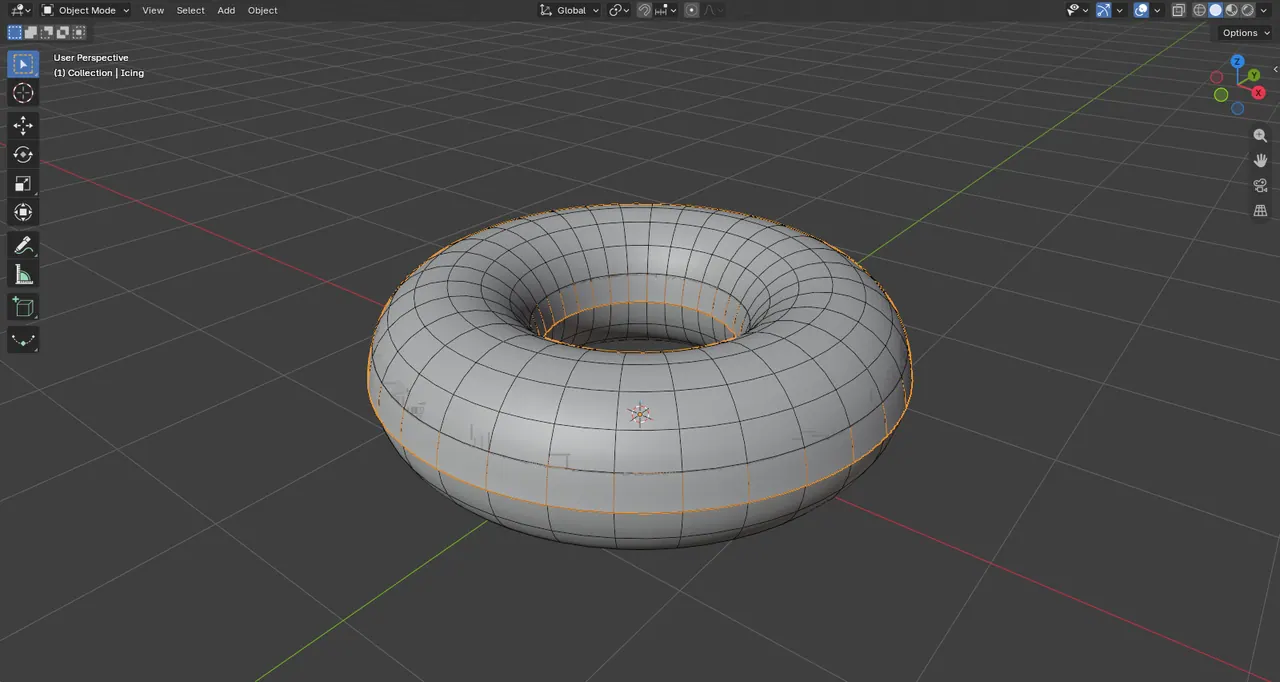 Object Mode View Select Add Object Global
Options
User Perspective
(1) Collection | Icing
Z
Y
X